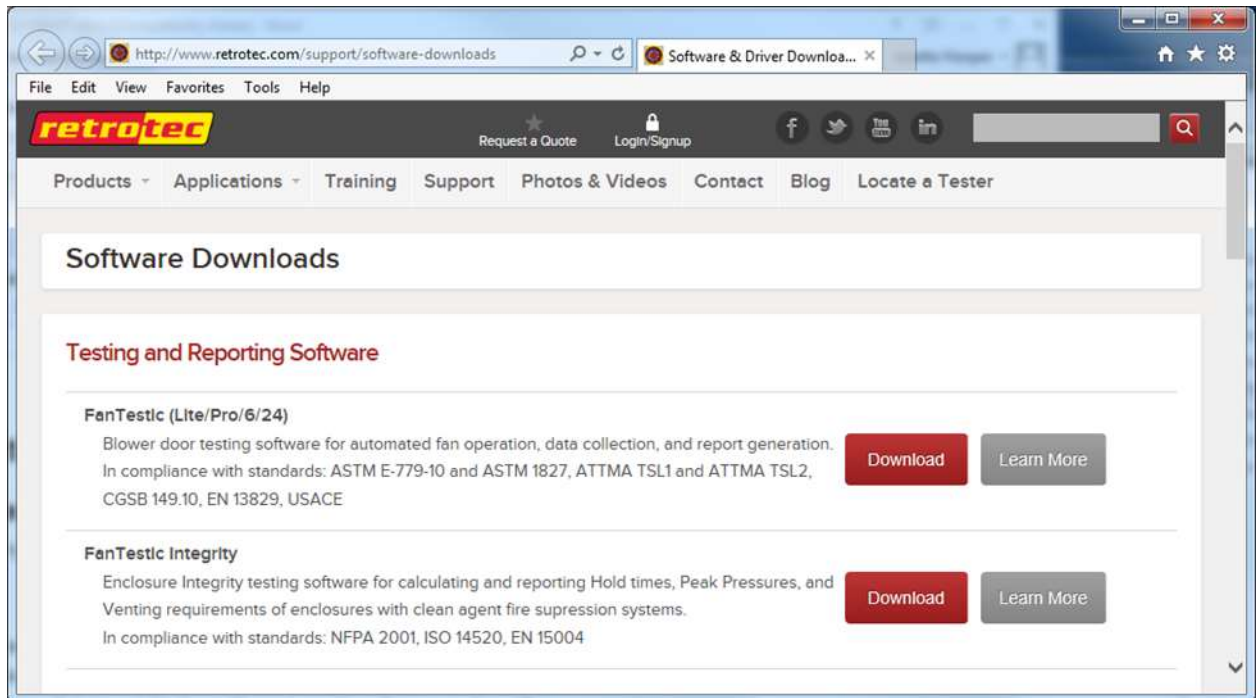 http://www.retrotec.com/support/software-downloads
Software & Driver Downloa...
File Edit View Favorites Tools Help
retrotec
Request a Quote Login/Signup
Products Applications Training Support Photos & Videos Contact Blog Locate a Tester
Software Downloads
Testing and Reporting Software
FanTestic (Lite/Pro/6/24)
Blower door testing software for automated fan operation, data collection, and report generation.
In compliance with standards: ASTM E-779-10 and ASTM 1827, ATTMA TSL1 and ATTMA TSL2,
CGSB 149.10, EN 13829, USACE
Download Learn More
FanTestic Integrity
Enclosure Integrity testing software for calculating and reporting Hold times, Peak Pressures, and
Venting requirements of enclosures with clean agent fire supression systems.
In compliance with standards: NFPA 2001, ISO 14520, EN 15004
Download Learn More